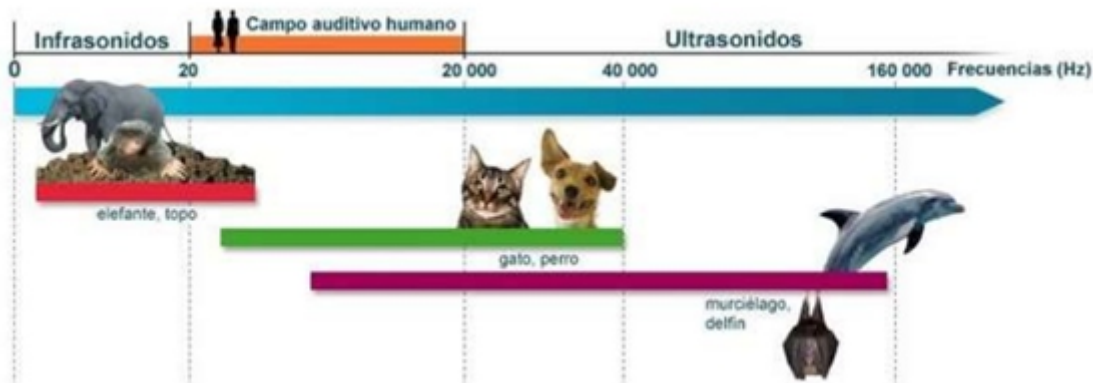 Infrasonidos
Campo auditivo humano
Ultrasonidos
0 20 20 000 40 000 160 000 Frecuencias (Hz)
elefante, topo
gato, perro
murciélago,
delfín